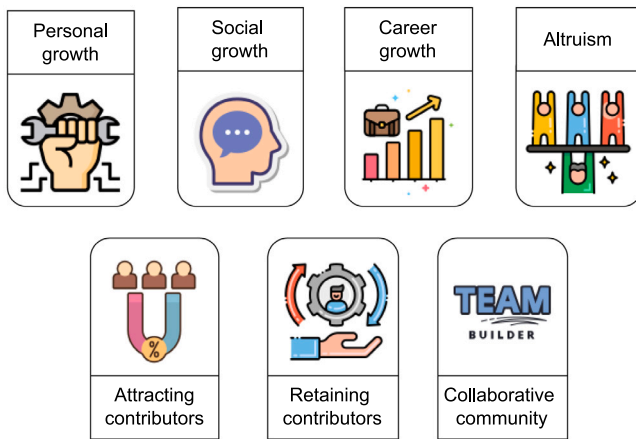 Personal
growth
Social
growth
Career
growth
Altruism
%
TEAM
BUILDER
Attracting
contributors
Retaining
contributors
Collaborative
community